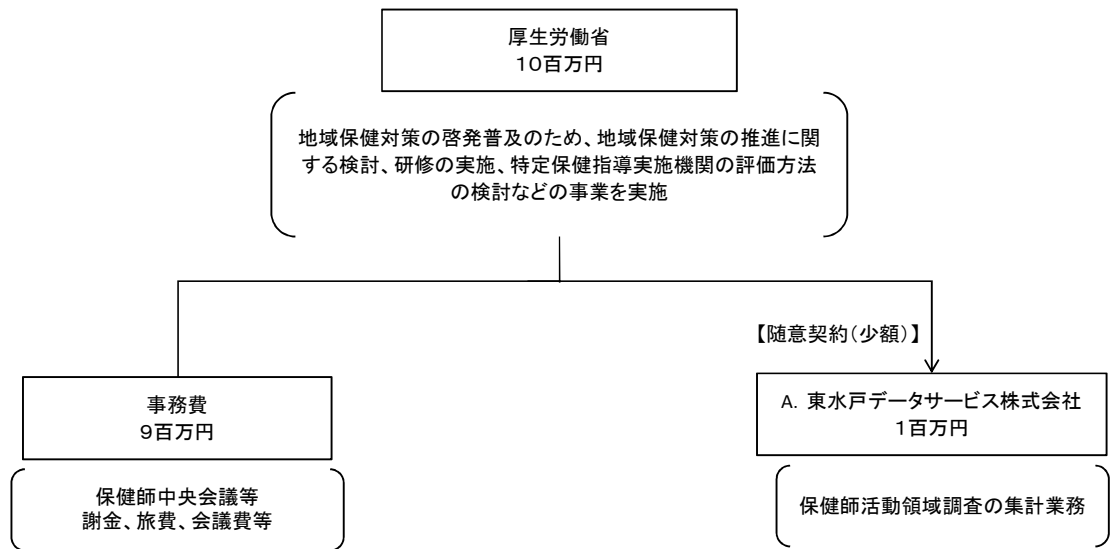 厚生労働省
10百万円
地域保健対策の啓発普及のため、地域保健対策の推進に関
する検討、研修の実施、特定保健指導実施機関の評価方法
の検討などの事業を実施
【随意契約(少額)】
事務費
9百万円
A. 東水戸データサービス株式会社
1百万円
保健師中央会議等
謝金、旅費、会議費等
保健師活動領域調査の集計業務